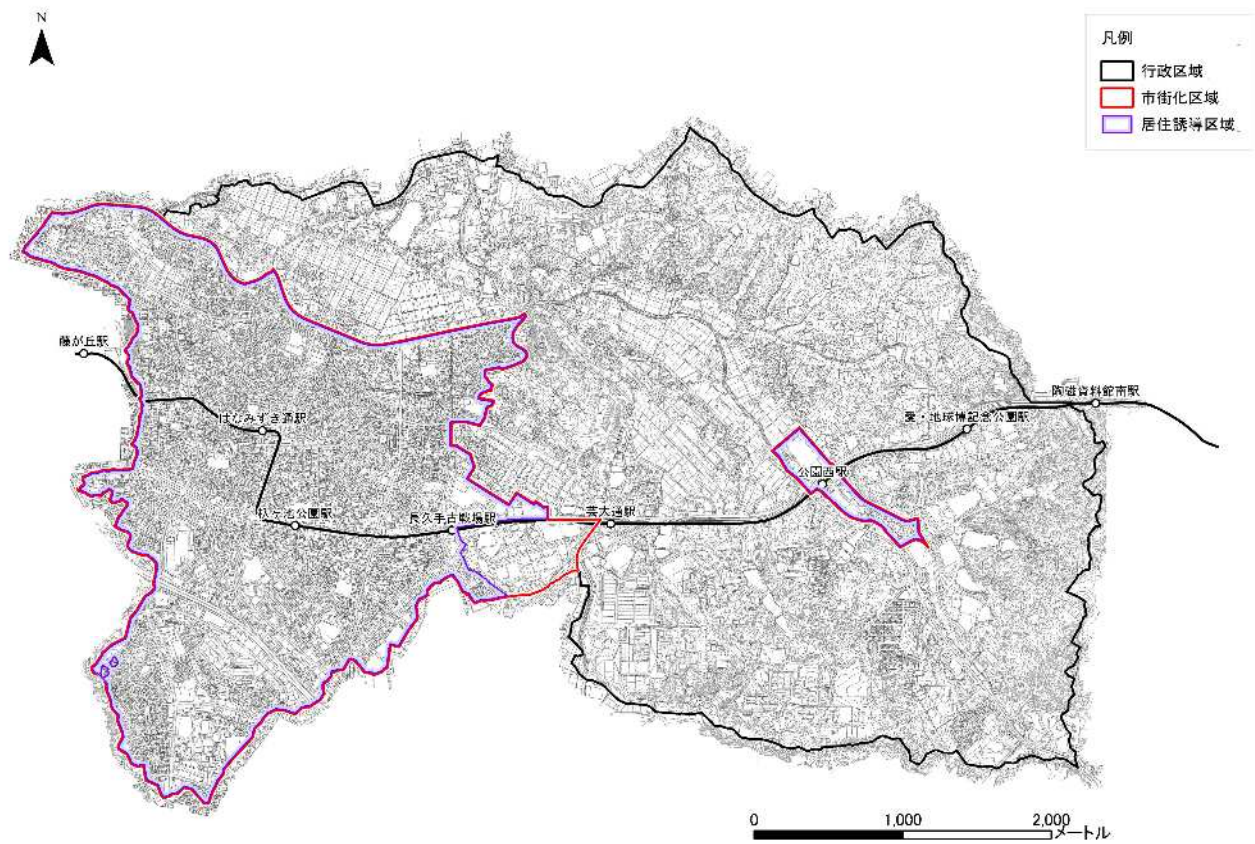 N
凡例
行政区域
市街化区域
居住誘導区域
藤が丘駅
はなみずき通駅
杁ヶ池公園駅
長久手古戦場駅
芸大通駅
公園西駅
愛・地球博記念公園駅
陶磁資料館南駅
0 1,000 2,000
メートル